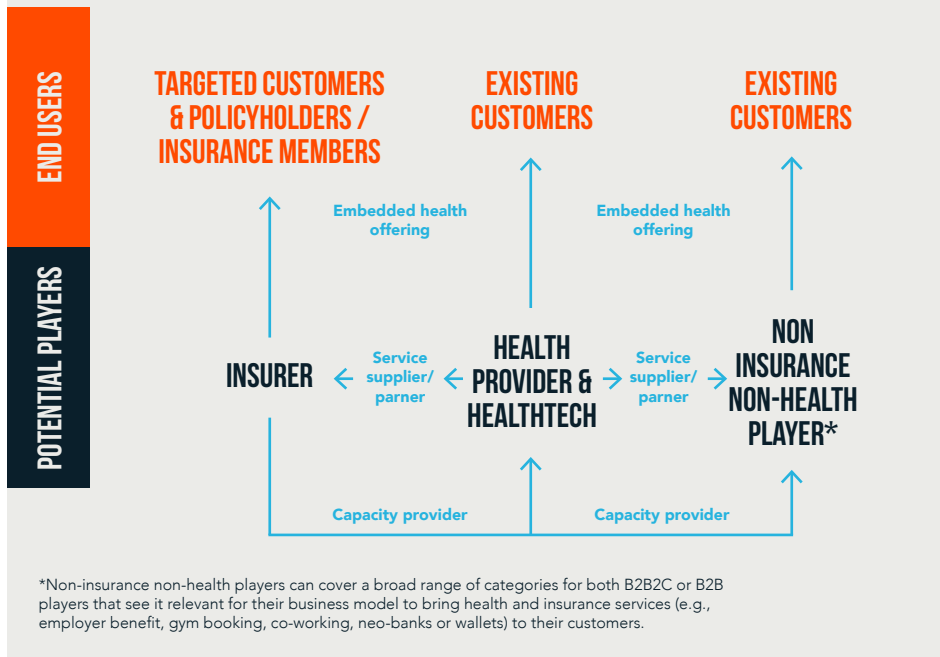 END USERS
POTENTIAL PLAYERS
TARGETED CUSTOMERS
& POLICYHOLDERS /
INSURANCE MEMBERS
EXISTING
CUSTOMERS
EXISTING
CUSTOMERS
Embedded health
offering
Embedded health
offering
INSURER
Service
supplier/
parner
HEALTH
PROVIDER &
HEALTHTECH
Service
supplier/
parner
NON
INSURANCE
NON-HEALTH
PLAYER*
Capacity provider
Capacity provider
*Non-insurance non-health players can cover a broad range of categories for both B2B2C or B2B
players that see it relevant for their business model to bring health and insurance services (e.g.,
employer benefit, gym booking, co-working, neo-banks or wallets) to their customers.